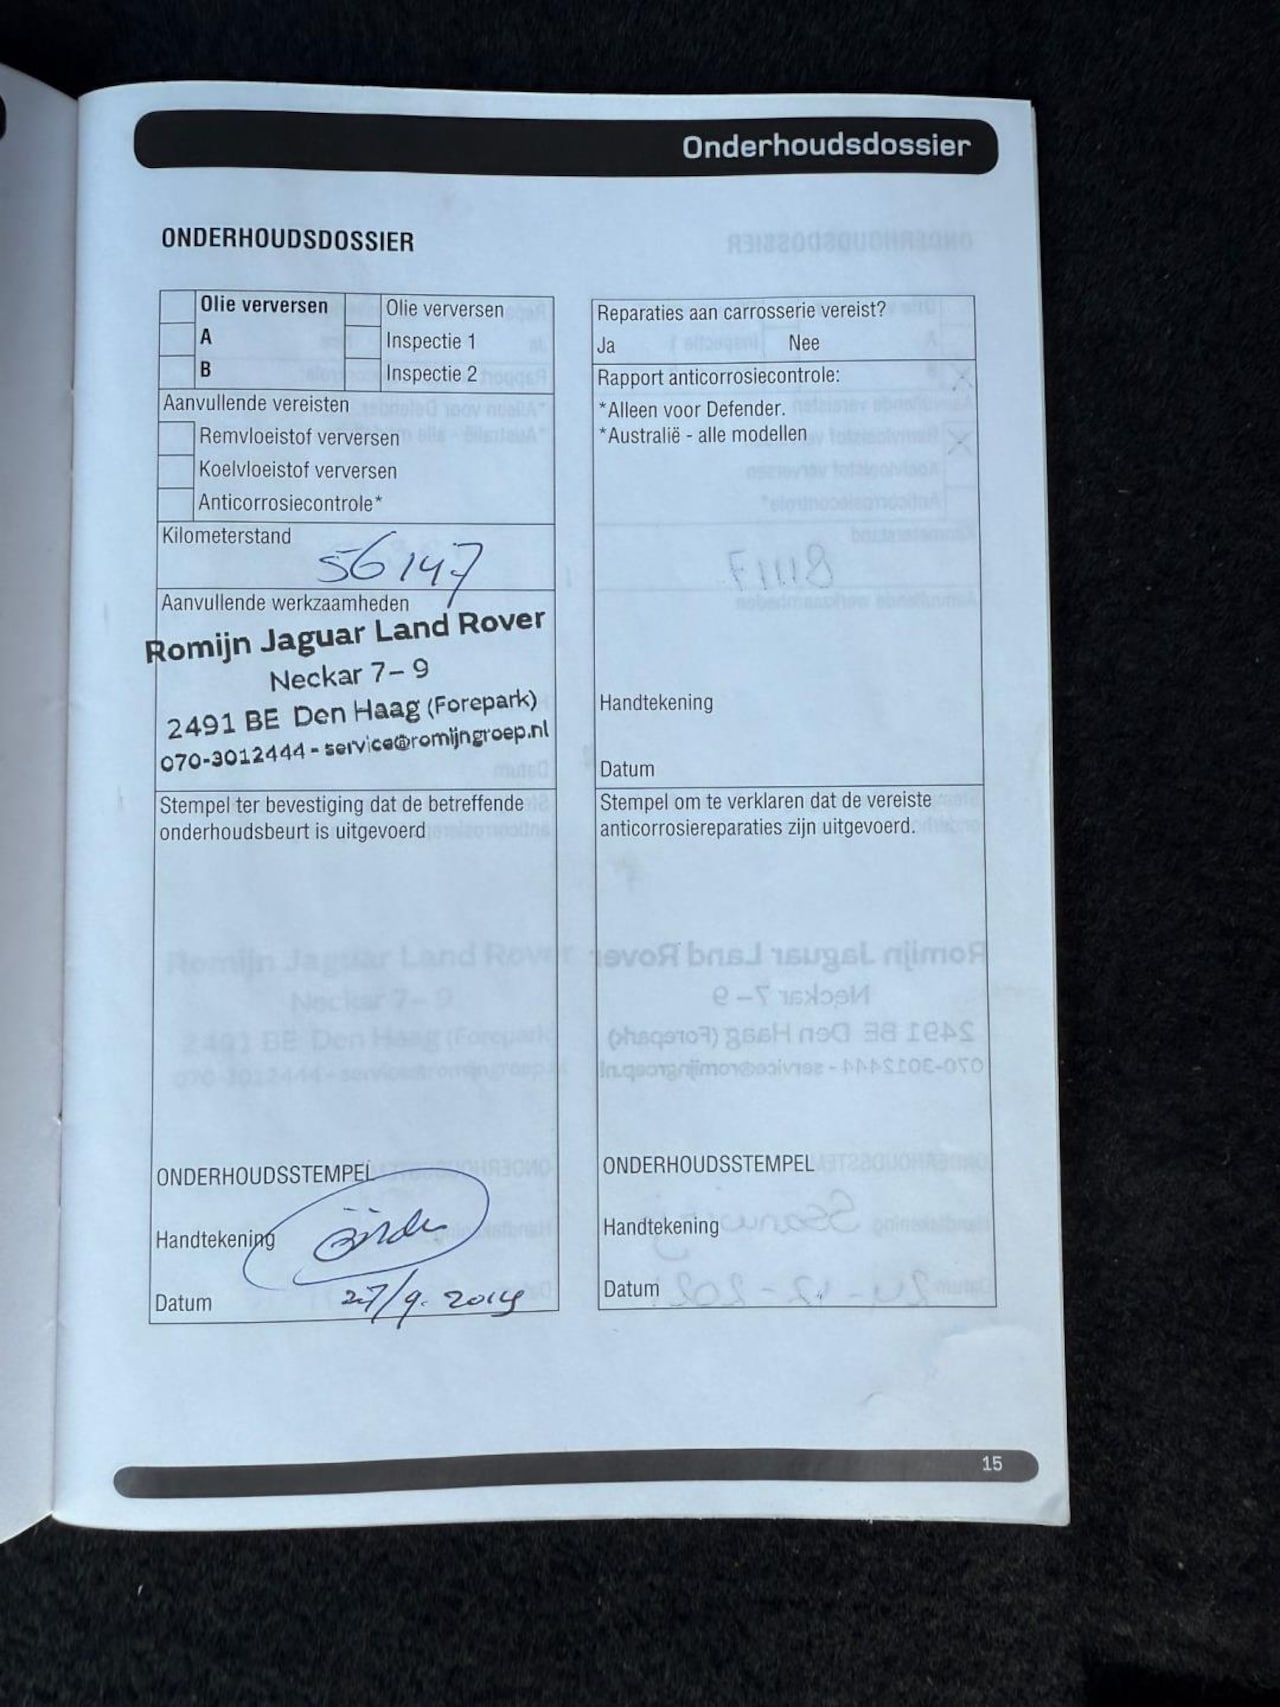 Onderhoudsdossier
ONDERHOUDSDOSSIER
Olie verversen
A
B
Olie verversen
Inspectie 1
Inspectie 2
Aanvullende vereisten
Remvloeistof verversen
Koelvloeistof verversen
Anticorrosiecontrole*
Kilometerstand
56147
Aanvullende werkzaamheden
Romijn Jaguar Land Rover
Neckar 7-9
2491 BE Den Haag (Forepark)
070-3012444 - service@romijngroep.nl
Stempel ter bevestiging dat de betreffende
onderhoudsbeurt is uitgevoerd
ONDERHOUDSSTEMPEL
Handtekening
Datum 27/9. 2019
Reparaties aan carrosserie vereist?
Ja Nee
Rapport anticorrosiecontrole:
*Alleen voor Defender.
*Australië - alle modellen
Handtekening
Datum
Stempel om te verklaren dat de vereiste
anticorrosiereparaties zijn uitgevoerd.
ONDERHOUDSSTEMPEL
Handtekening
Datum
15